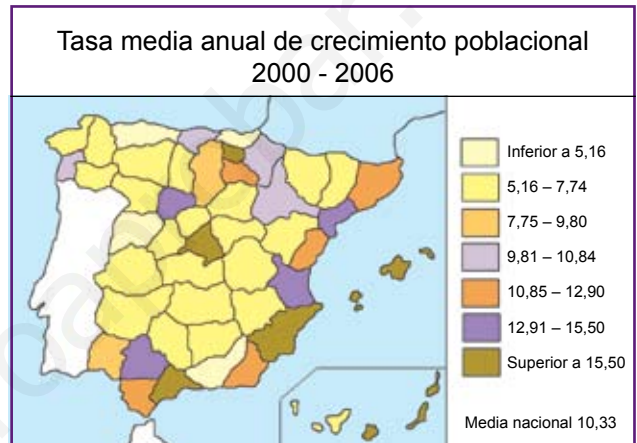 Tasa media anual de crecimiento poblacional
2000 - 2006
Inferior a 5,16
5,16 – 7,74
7,75 – 9,80
9,81 – 10,84
10,85 – 12,90
12,91 – 15,50
Superior a 15,50
Media nacional 10,33